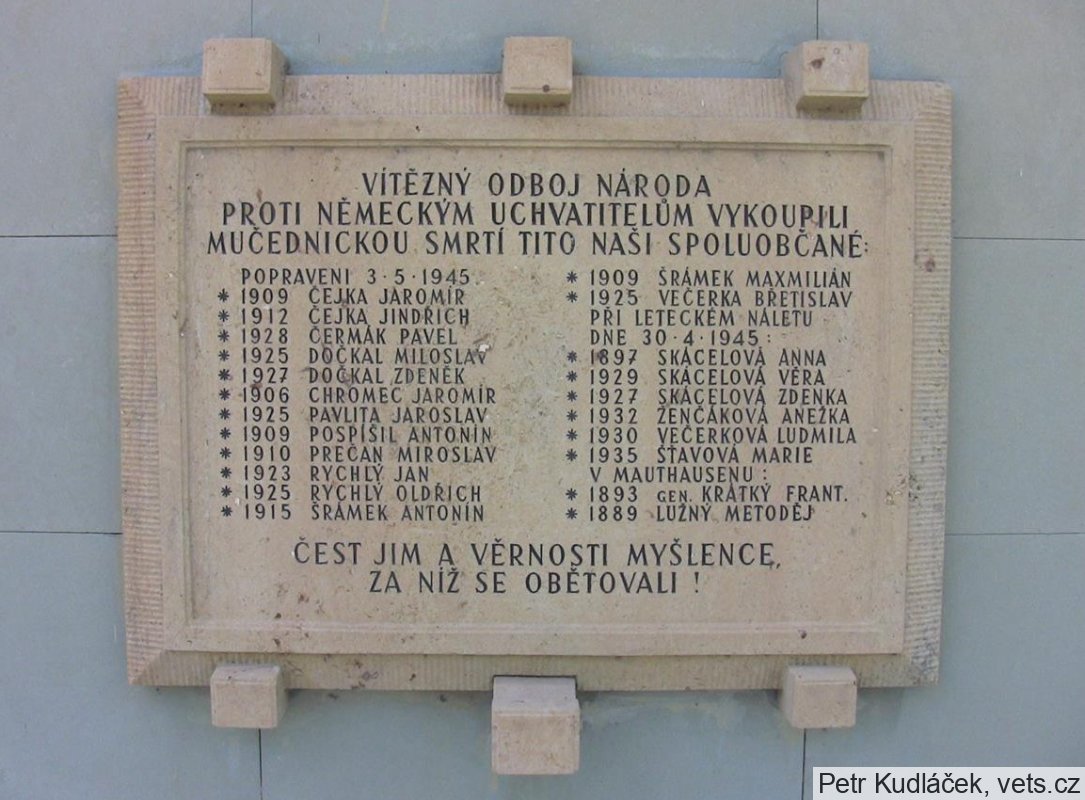 VÍTĚZNÝ ODBOJ NÁRODA
PROTI NĚMECKÝM UCHVATITELŮM VYKOUPILI
MUČEDNICKOU SMRTÍ TITO NAŠI SPOLUOBČANÉ:
POPRAVENI 3·5·1945
* 1909 ČEJKA JAROMÍR
* 1912 ČEJKA JINDŘICH
* 1928 ČERMÁK PAVEL
* 1925 DOČKAL MILOSLAV
* 1927 DOČKAL ZDENĚK
* 1906 CHROMEC JAROMÍR
* 1925 PAVLITA JAROSLAV
* 1909 POSPÍŠIL ANTONÍN
* 1910 PREČAN MIROSLAV
* 1923 RYCHLÝ JAN
* 1925 RYCHLÝ OLDŘICH
* 1915 ŠRÁMEK ANTONÍN
* 1909 ŠRÁMEK MAXMILIÁN
* 1925 VEČERKA BŘETISLAV
PŘI LETECKÉM NÁLETU
DNE 30·4·1945:
* 1897 SKÁCELOVÁ ANNA
* 1929 SKÁCELOVÁ VĚRA
* 1927 SKÁCELOVÁ ZDENKA
* 1932 ŽENČÁKOVÁ ANEŽKA
* 1930 VEČERKOVÁ LUDMILA
* 1935 ŠŤAVOVÁ MARIE
V MAUTHAUSENU:
* 1893 GEN. KRÁTKÝ FRANT.
* 1889 LUŽNÝ METODĚJ
ČEST JIM A VĚRNOSTI MYŠLENCE,
ZA NÍŽ SE OBĚTOVALI!
Petr Kudláček, vets.cz